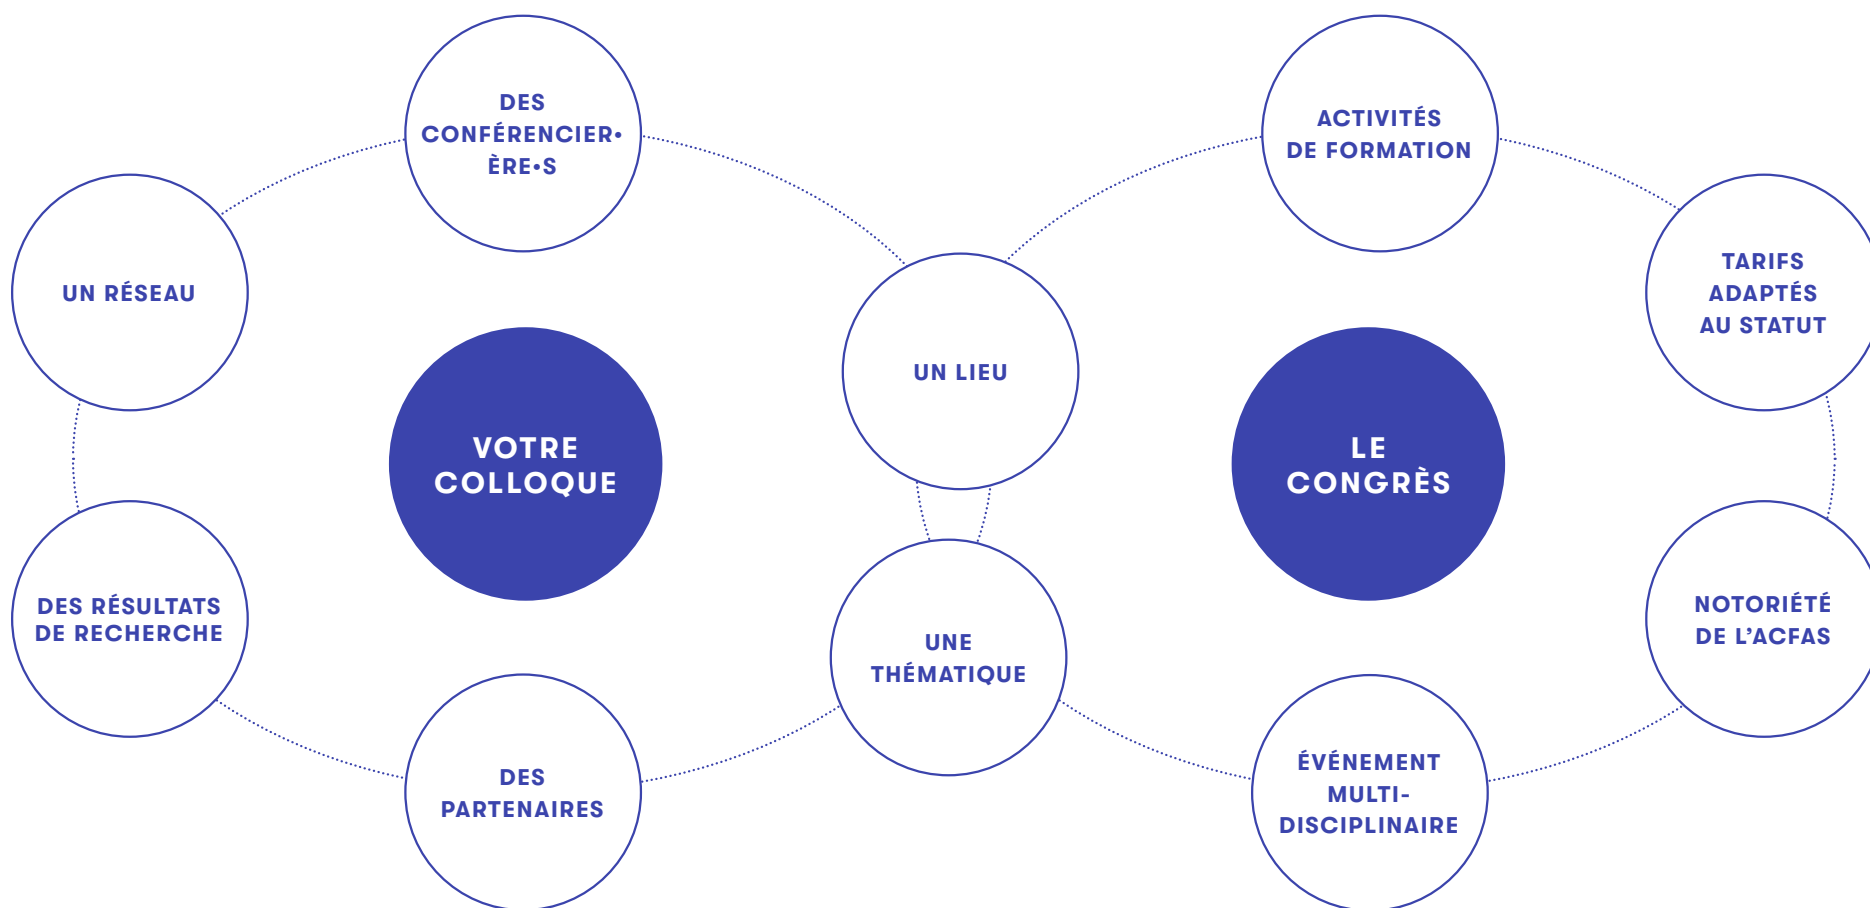 DES
CONFÉRENCIER•
ÈRE•S
UN RÉSEAU
VOTRE
COLLOQUE
DES RÉSULTATS
DE RECHERCHE
DES
PARTENAIRES
UN LIEU
UNE
THÉMATIQUE
ACTIVITÉS
DE FORMATION
TARIFS
ADAPTÉS
AU STATUT
LE
CONGRÈS
NOTORIÉTÉ
DE L’ACFAS
ÉVÉNEMENT
MULTI-
DISCIPLINAIRE